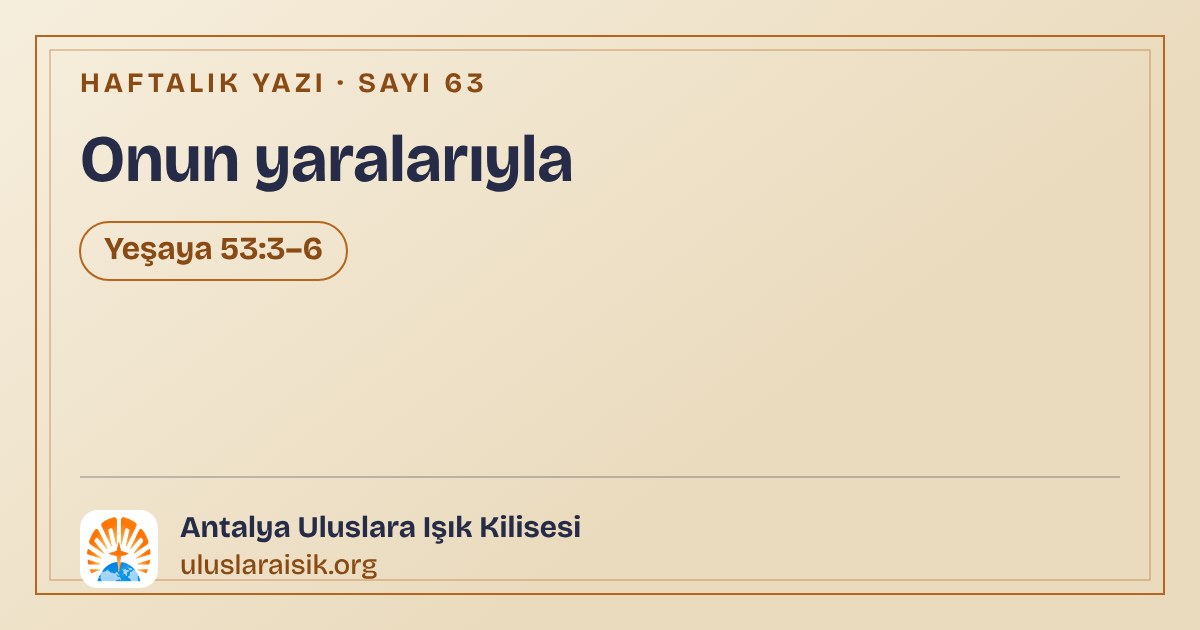 HAFTALIK YAZI · SAYI 63
Onun yaralarıyla
Yeşaya 53:3–6
Antalya Uluslara Işık Kilisesi
uluslaraisik.org